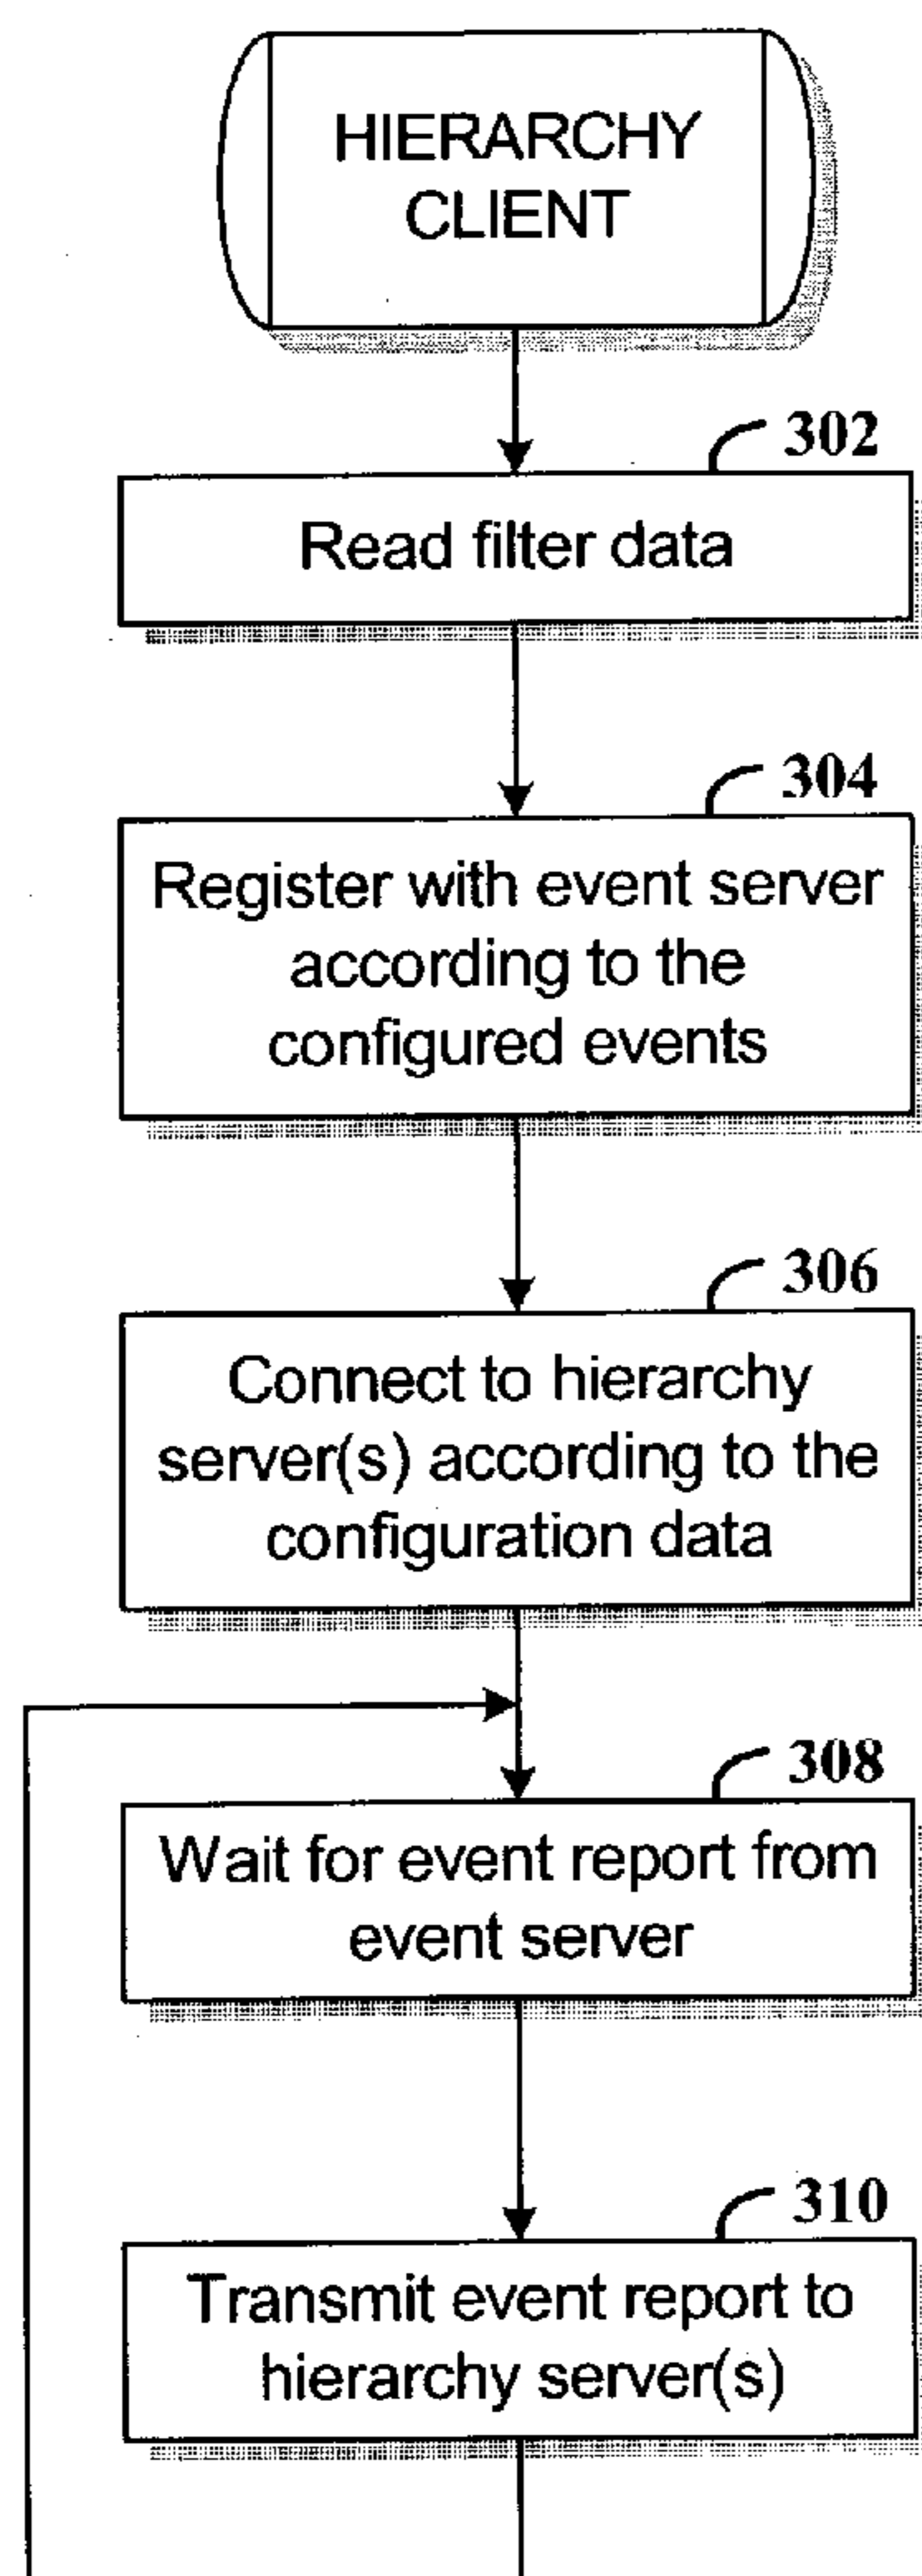 HIERARCHY
CLIENT
302
Read filter data
304
Register with event server
according to the
configured events
306
Connect to hierarchy
server(s) according to the
configuration data
308
Wait for event report from
event server
310
Transmit event report to
hierarchy server(s)